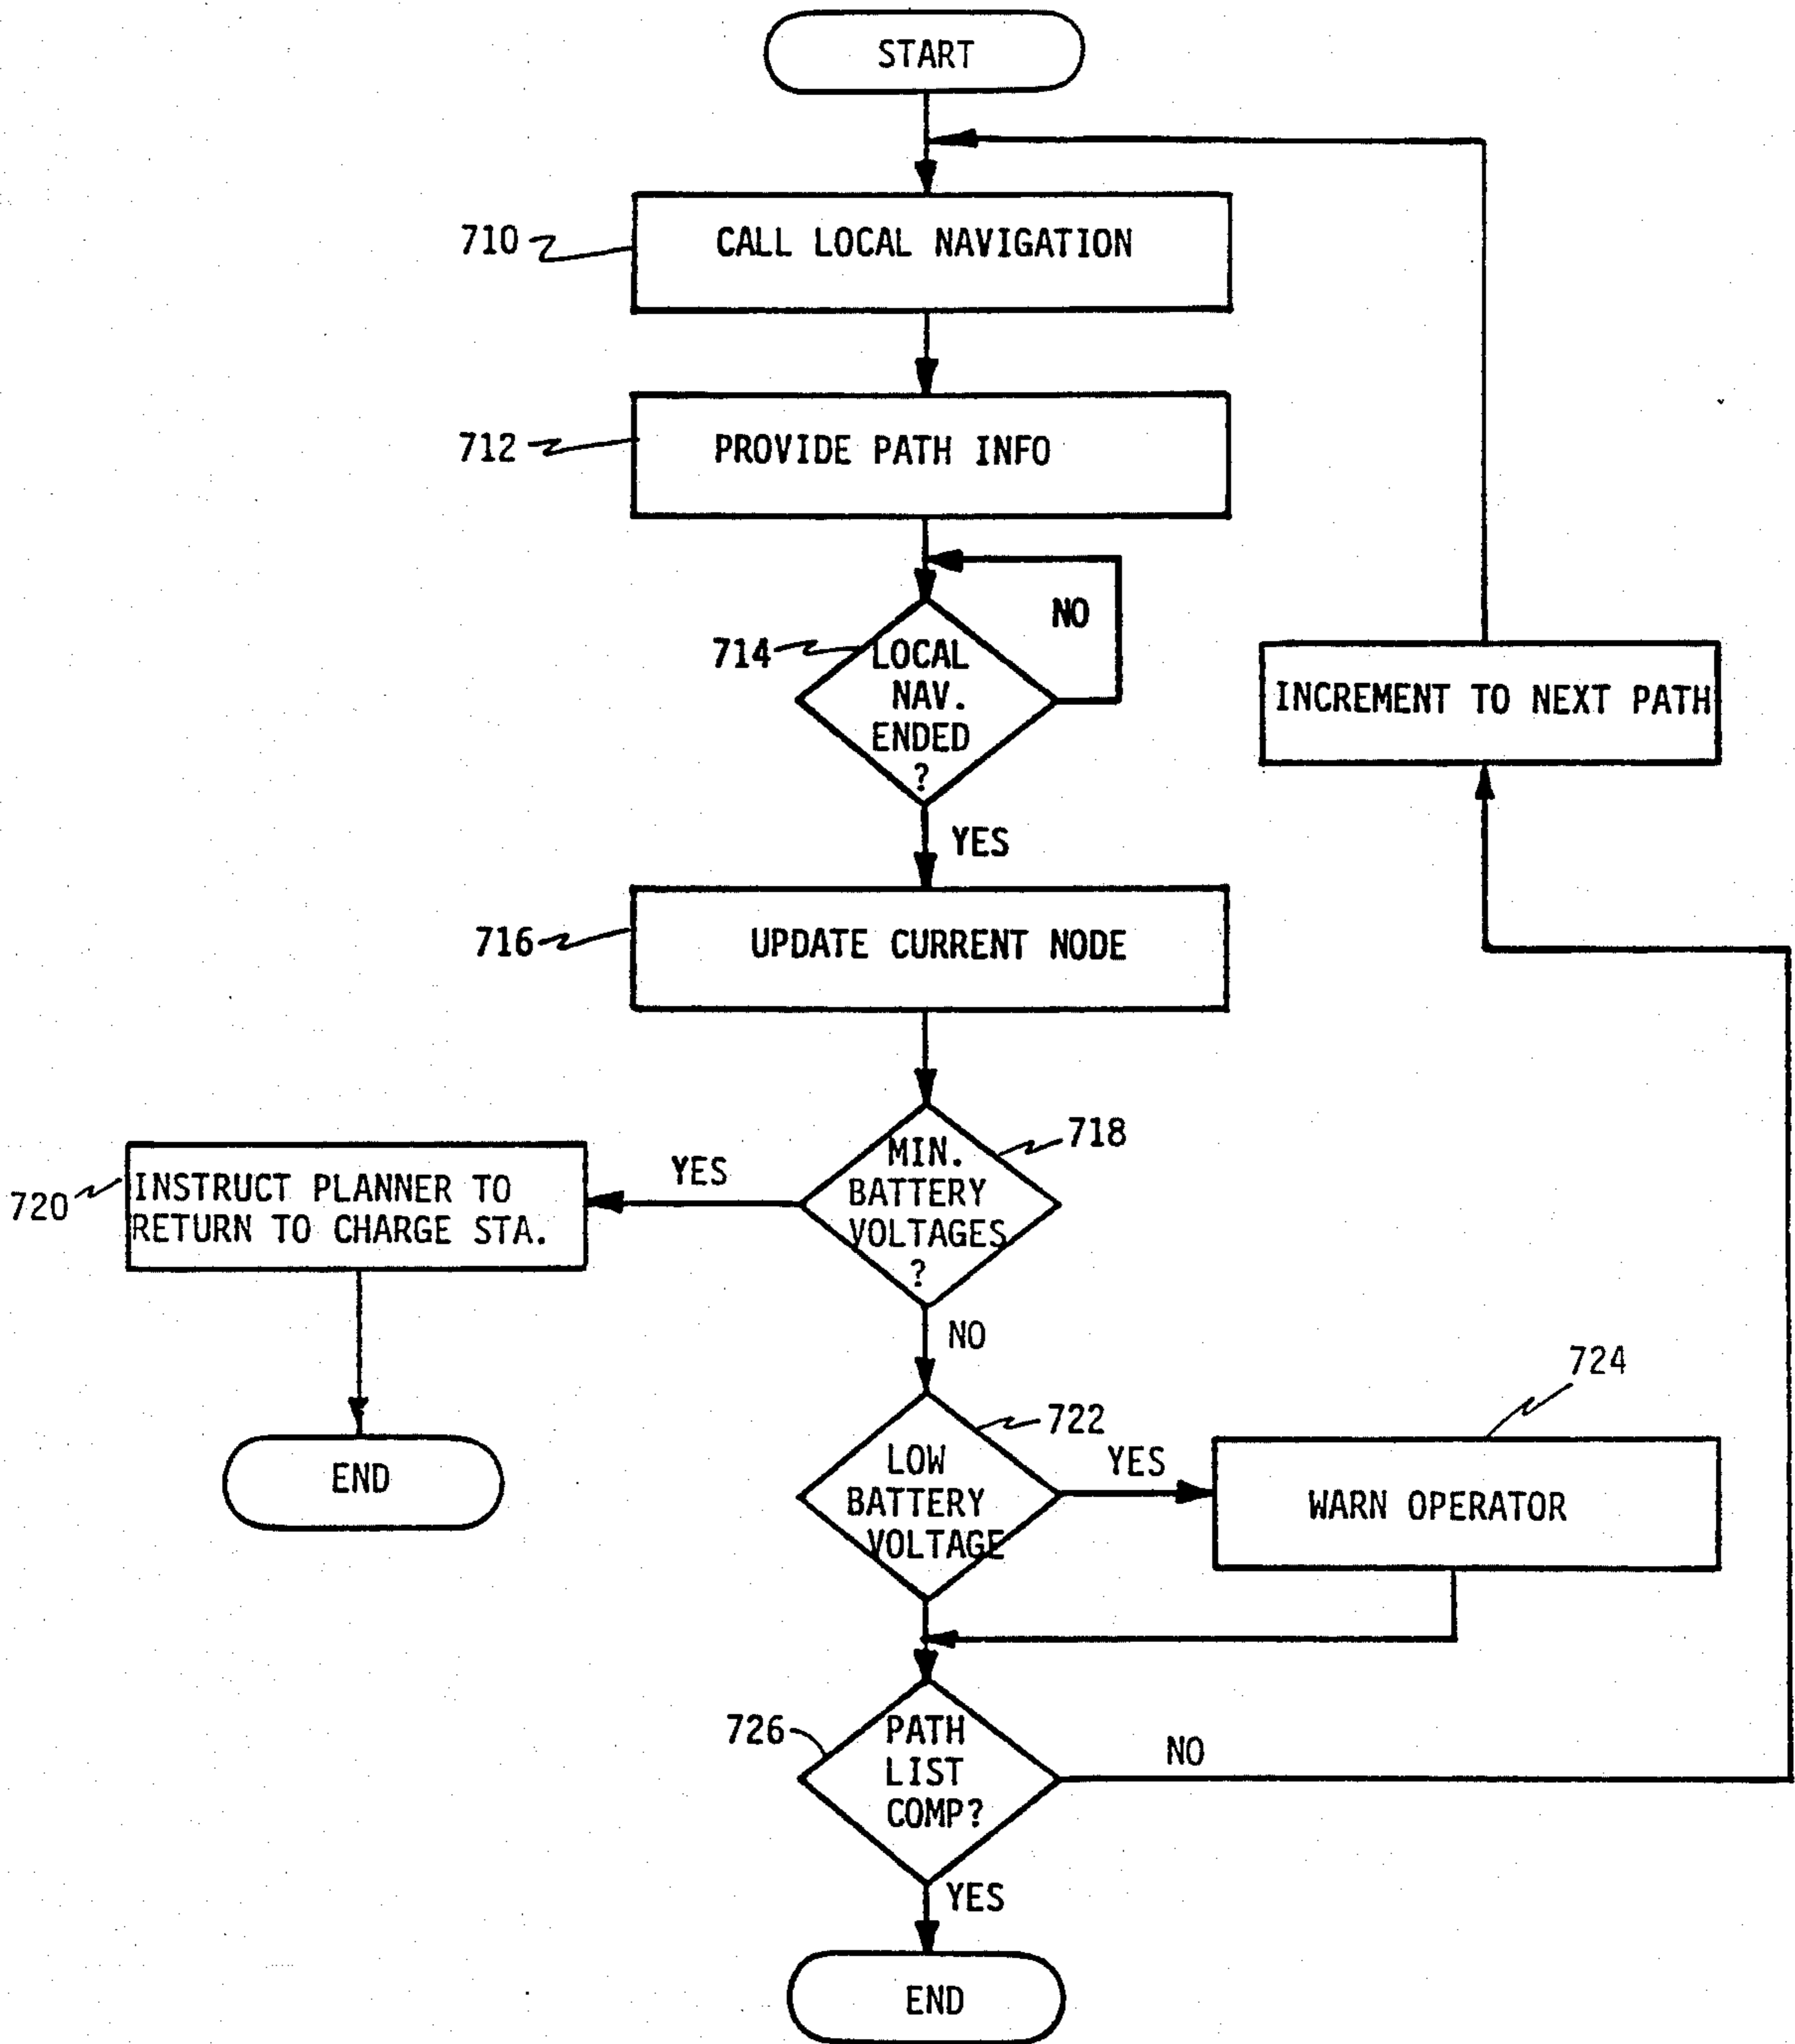 START
710
CALL LOCAL NAVIGATION
712
PROVIDE PATH INFO
NO
714
LOCAL
NAV.
ENDED
?
INCREMENT TO NEXT PATH
YES
716
UPDATE CURRENT NODE
718
MIN.
BATTERY
VOLTAGES
?
YES
720
INSTRUCT PLANNER TO
RETURN TO CHARGE STA.
NO
END
722
LOW
BATTERY
VOLTAGE
YES
724
WARN OPERATOR
726
PATH
LIST
COMP?
NO
YES
END